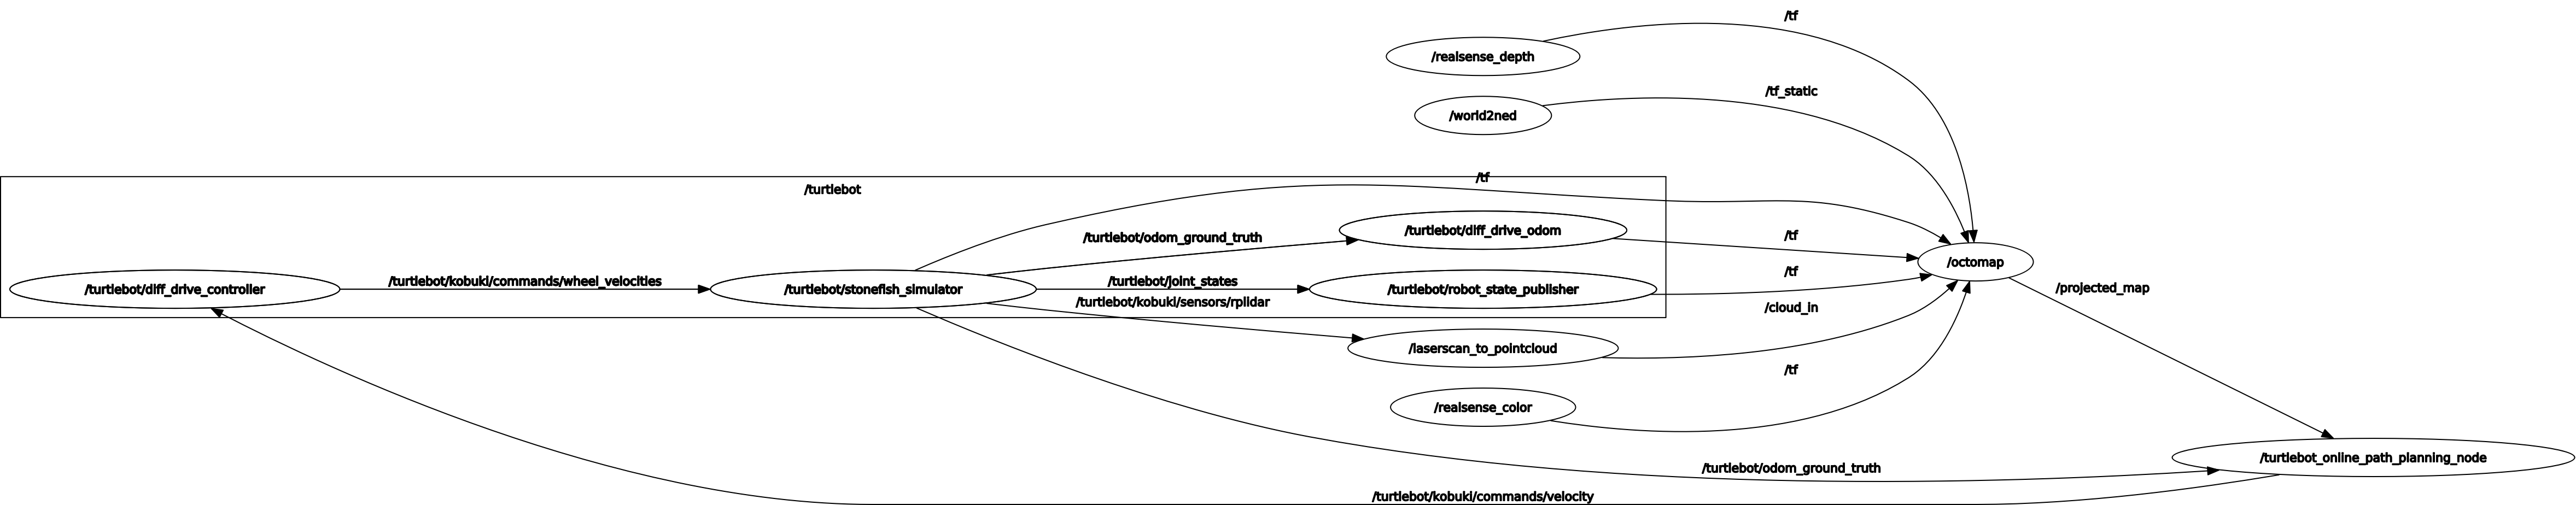 /tf
/realsense_depth
/tf_static
/world2ned
/tf
/turtlebot
/turtlebot/diff_drive_odom
/turtlebot/odom_ground_truth
/tf
/octomap
/turtlebot/diff_drive_controller
/turtlebot/kobuki/commands/wheel_velocities
/turtlebot/stonefish_simulator
/turtlebot/joint_states
/turtlebot/robot_state_publisher
/tf
/projected_map
/turtlebot/kobuki/sensors/rplidar
/cloud_in
/laserscan_to_pointcloud
/tf
/realsense_color
/turtlebot/odom_ground_truth
/turtlebot_online_path_planning_node
/turtlebot/kobuki/commands/velocity